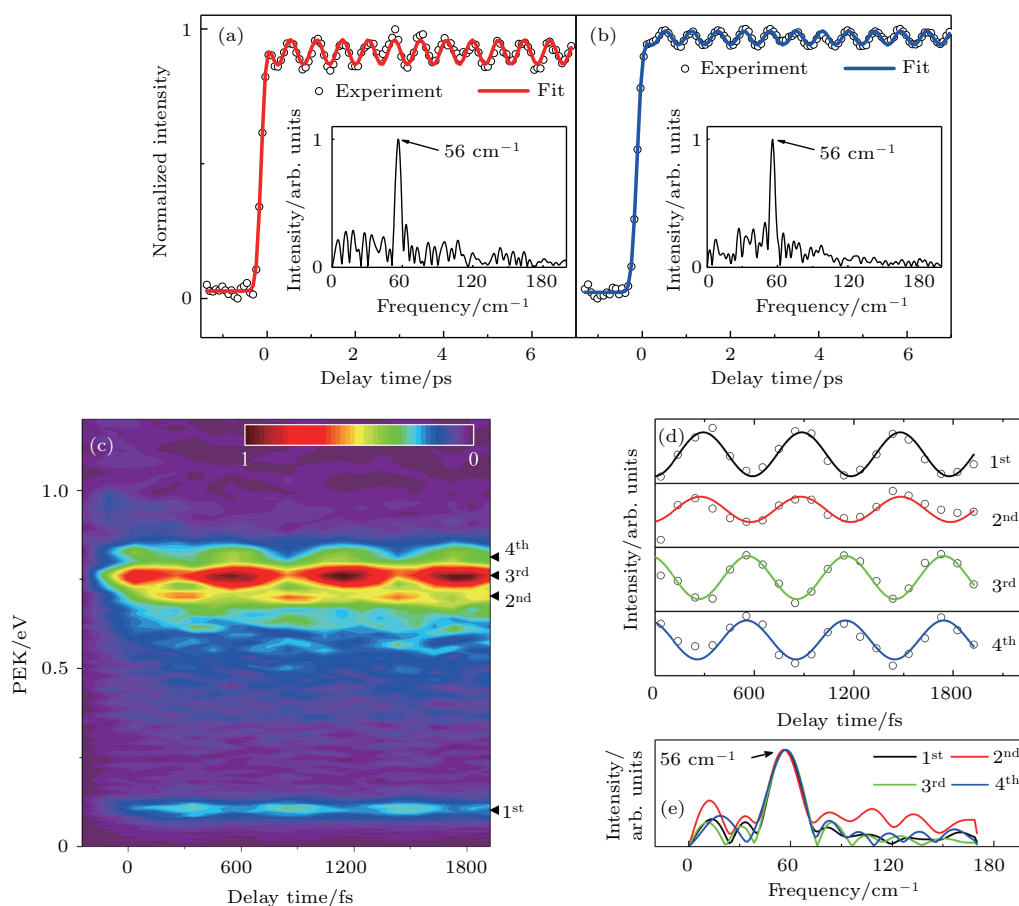 (a)
Experiment
Fit
1
0
Normalized intensity
0
2
4
6
Delay time/ps
56 cm⁻¹
1
0
Intensity/arb. units
0
60
120
180
Frequency/cm⁻¹
(b)
Experiment
Fit
0
2
4
6
Delay time/ps
56 cm⁻¹
1
0
Intensity/arb. units
0
60
120
180
Frequency/cm⁻¹
(c)
1
0
1.0
0.5
0
PEK/eV
4ᵗʰ
3ʳᵈ
2ⁿᵈ
1ˢᵗ
0
600
1200
1800
Delay time/fs
(d)
1ˢᵗ
2ⁿᵈ
3ʳᵈ
4ᵗʰ
Intensity/arb. units
0
600
1200
1800
Delay time/fs
56 cm⁻¹
1ˢᵗ
2ⁿᵈ
3ʳᵈ
4ᵗʰ
(e)
Intensity/
arb. units
0
60
120
180
Frequency/cm⁻¹